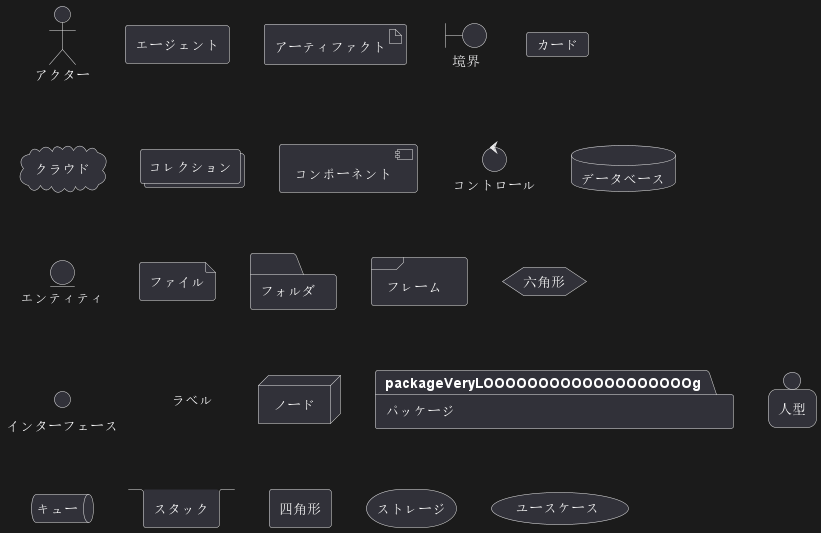 アクター
エージェント
アーティファクト
境界
カード
クラウド
コレクション
コンポーネント
コントロール
データベース
エンティティ
ファイル
フォルダ
フレーム
六角形
インターフェース
ラベル
ノード
packageVeryLOOOOOOOOOOOOOOOOOOOOg
パッケージ
人型
キュー
スタック
四角形
ストレージ
ユースケース